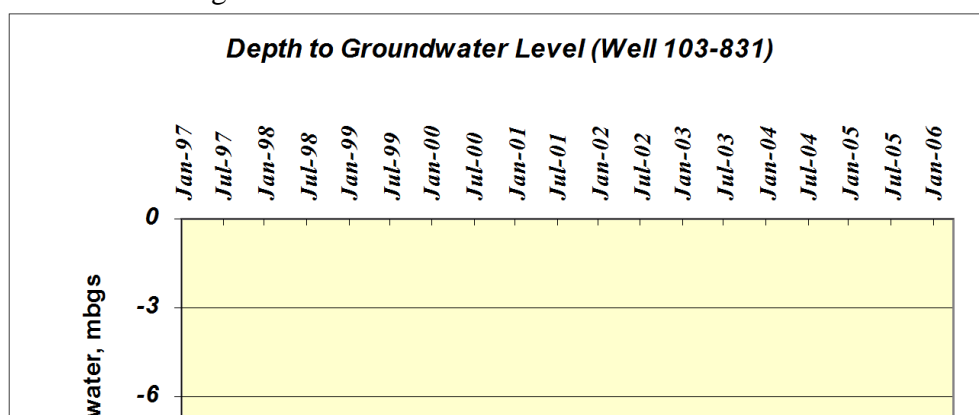 Depth to Groundwater Level (Well 103-831)
Jan-97
Jul-97
Jan-98
Jul-98
Jan-99
Jul-99
Jan-00
Jul-00
Jan-01
Jul-01
Jan-02
Jul-02
Jan-03
Jul-03
Jan-04
Jul-04
Jan-05
Jul-05
Jan-06
0
-3
-6
water, mbgs